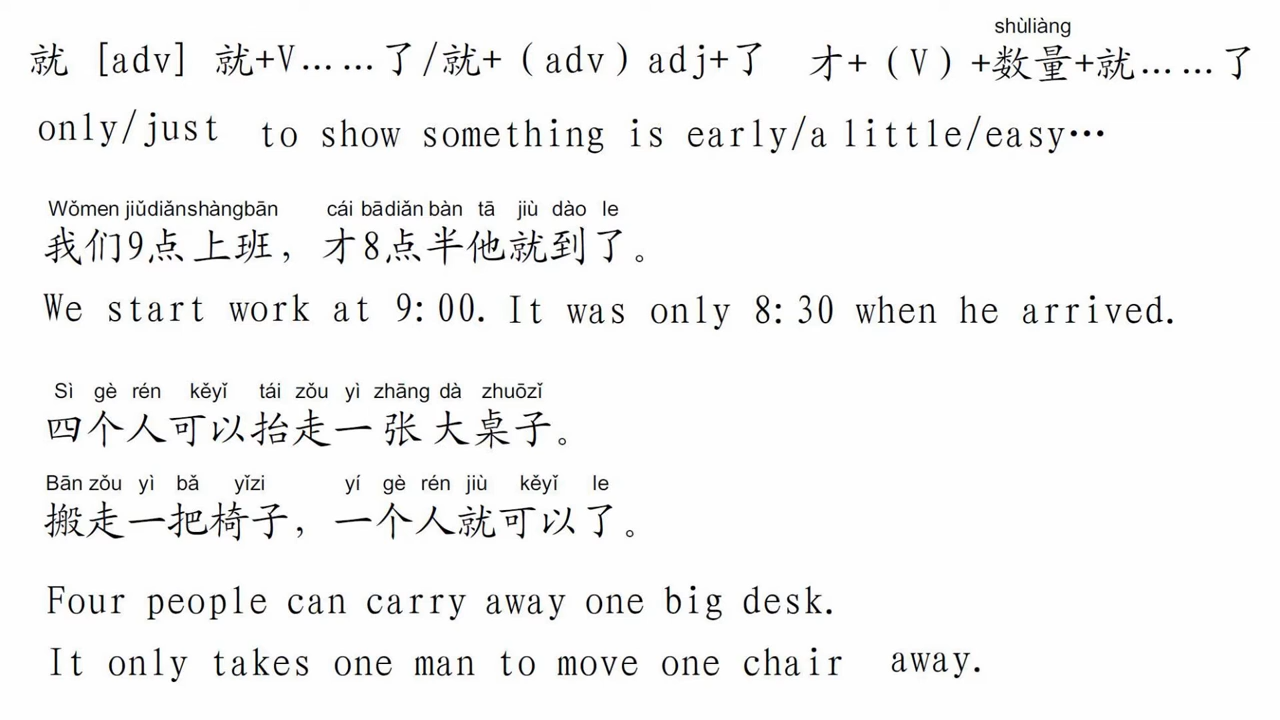 shùliàng
就 [adv] 就+V……了/就+（adv）adj+了 才+（V）+数量+就……了
only/just to show something is early/a little/easy…
Wǒmen jiǔdiǎnshàngbān cái bādiǎn bàn tā jiù dào le
我们9点上班，才8点半他就到了。
We start work at 9:00. It was only 8:30 when he arrived.
Sì gè rén kěyǐ tái zǒu yì zhāng dà zhuōzǐ
四个人可以抬走一张大桌子。
Bān zǒu yì bǎ yǐzi yí gè rén jiù kěyǐ le
搬走一把椅子，一个人就可以了。
Four people can carry away one big desk.
It only takes one man to move one chair away.